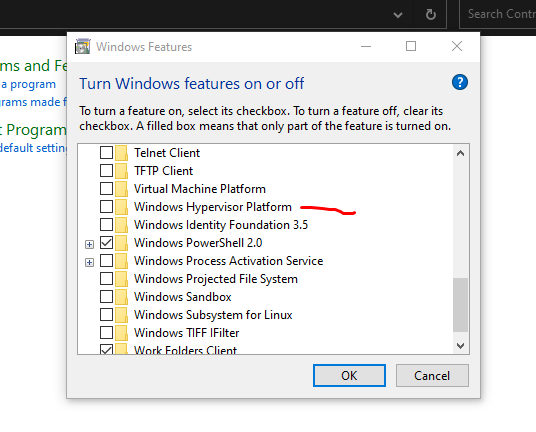 Search Contr
Windows Features
ms and Fe
a program
grams made f
t Program
default settin
Turn Windows features on or off
To turn a feature on, select its checkbox. To turn a feature off, clear its
checkbox. A filled box means that only part of the feature is turned on.
Telnet Client
TFTP Client
Virtual Machine Platform
Windows Hypervisor Platform
Windows Identity Foundation 3.5
Windows PowerShell 2.0
Windows Process Activation Service
Windows Projected File System
Windows Sandbox
Windows Subsystem for Linux
Windows TIFF IFilter
Work Folders Client
OK
Cancel